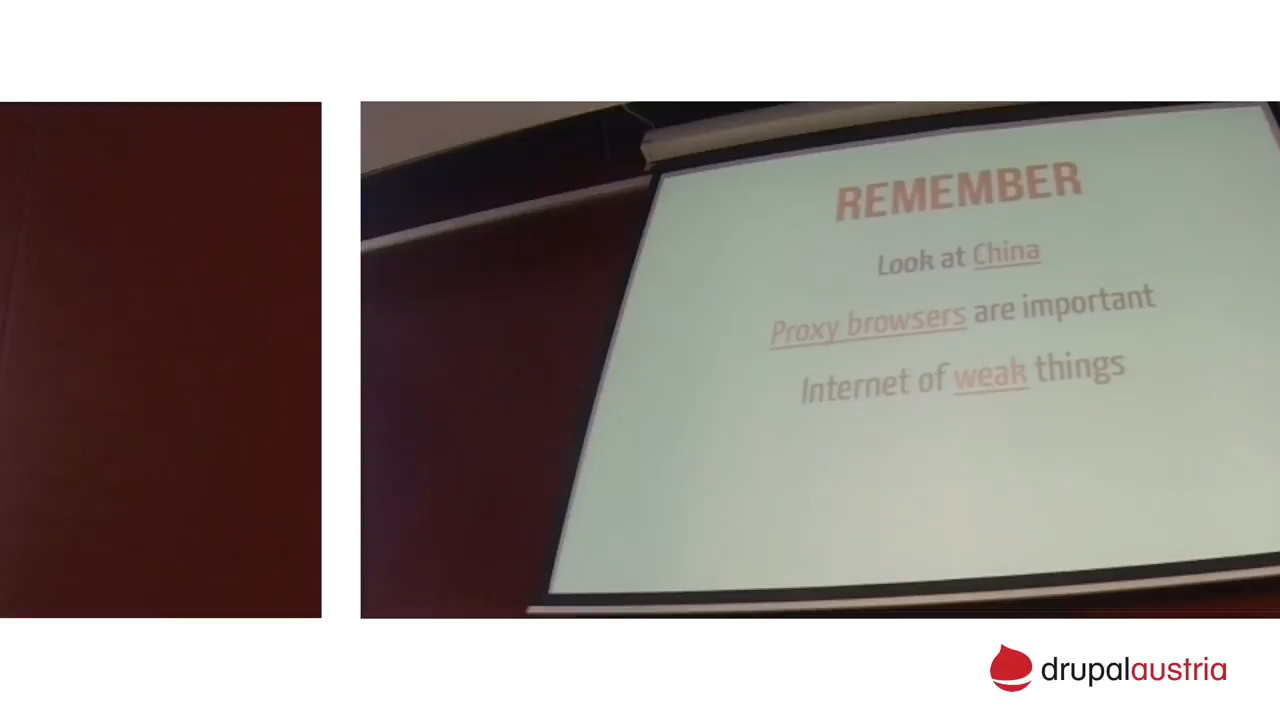 REMEMBER
Look at China
Proxy browsers are important
Internet of weak things
drupalaustria